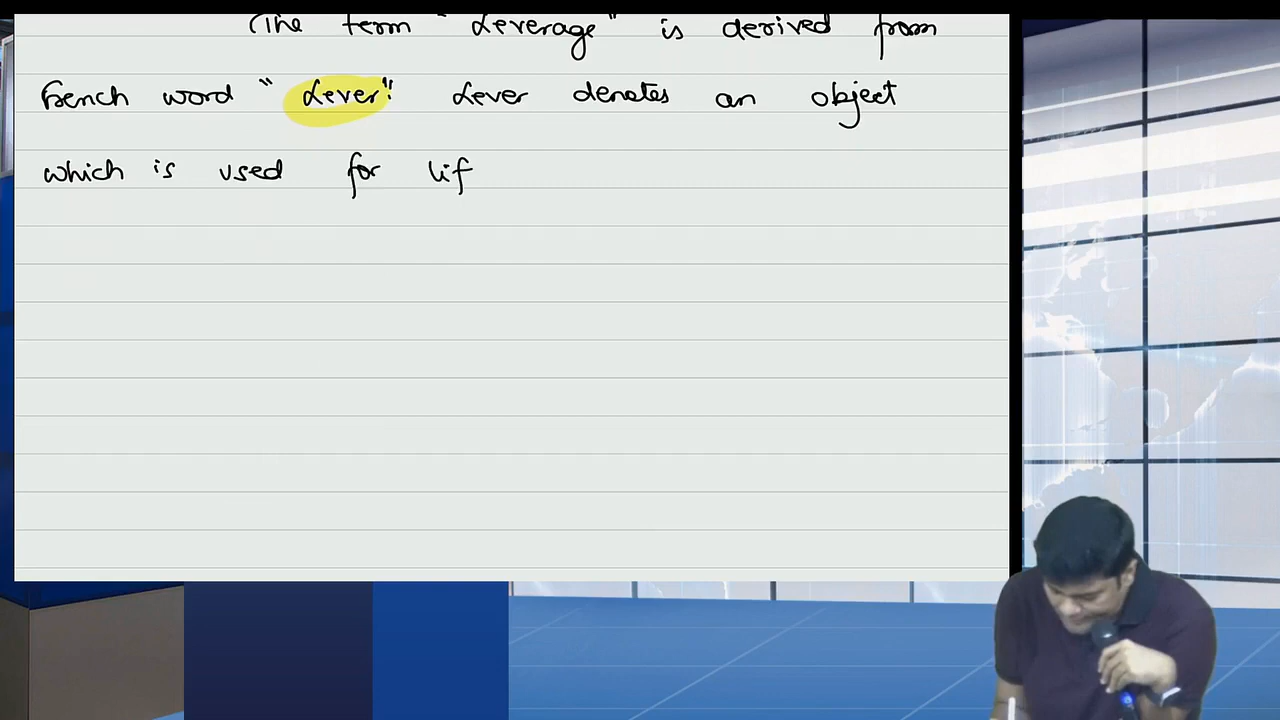 The term "Leverage" is derived from
French word "Lever". Lever denotes an object
which is used for lif